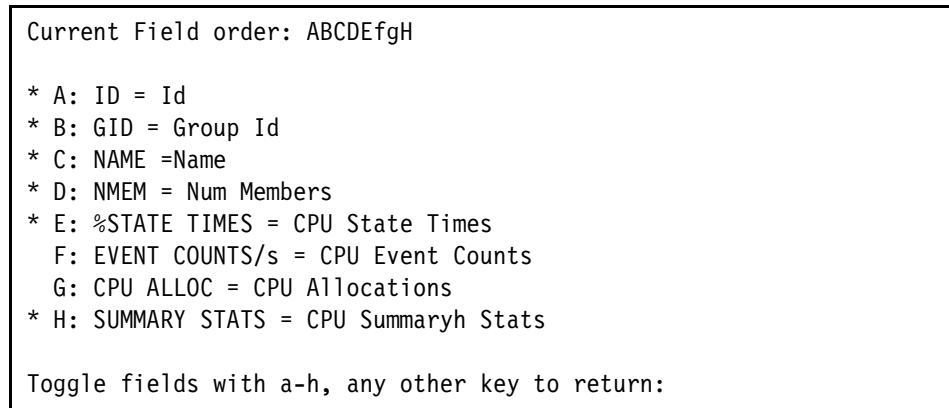 Current Field order: ABCDEfgH
* A: ID = Id
* B: GID = Group Id
* C: NAME =Name
* D: NMEM = Num Members
* E: %STATE TIMES = CPU State Times
F: EVENT COUNTS/s = CPU Event Counts
G: CPU ALLOC = CPU Allocations
* H: SUMMARY STATS = CPU Summaryh Stats
Toggle fields with a-h, any other key to return: